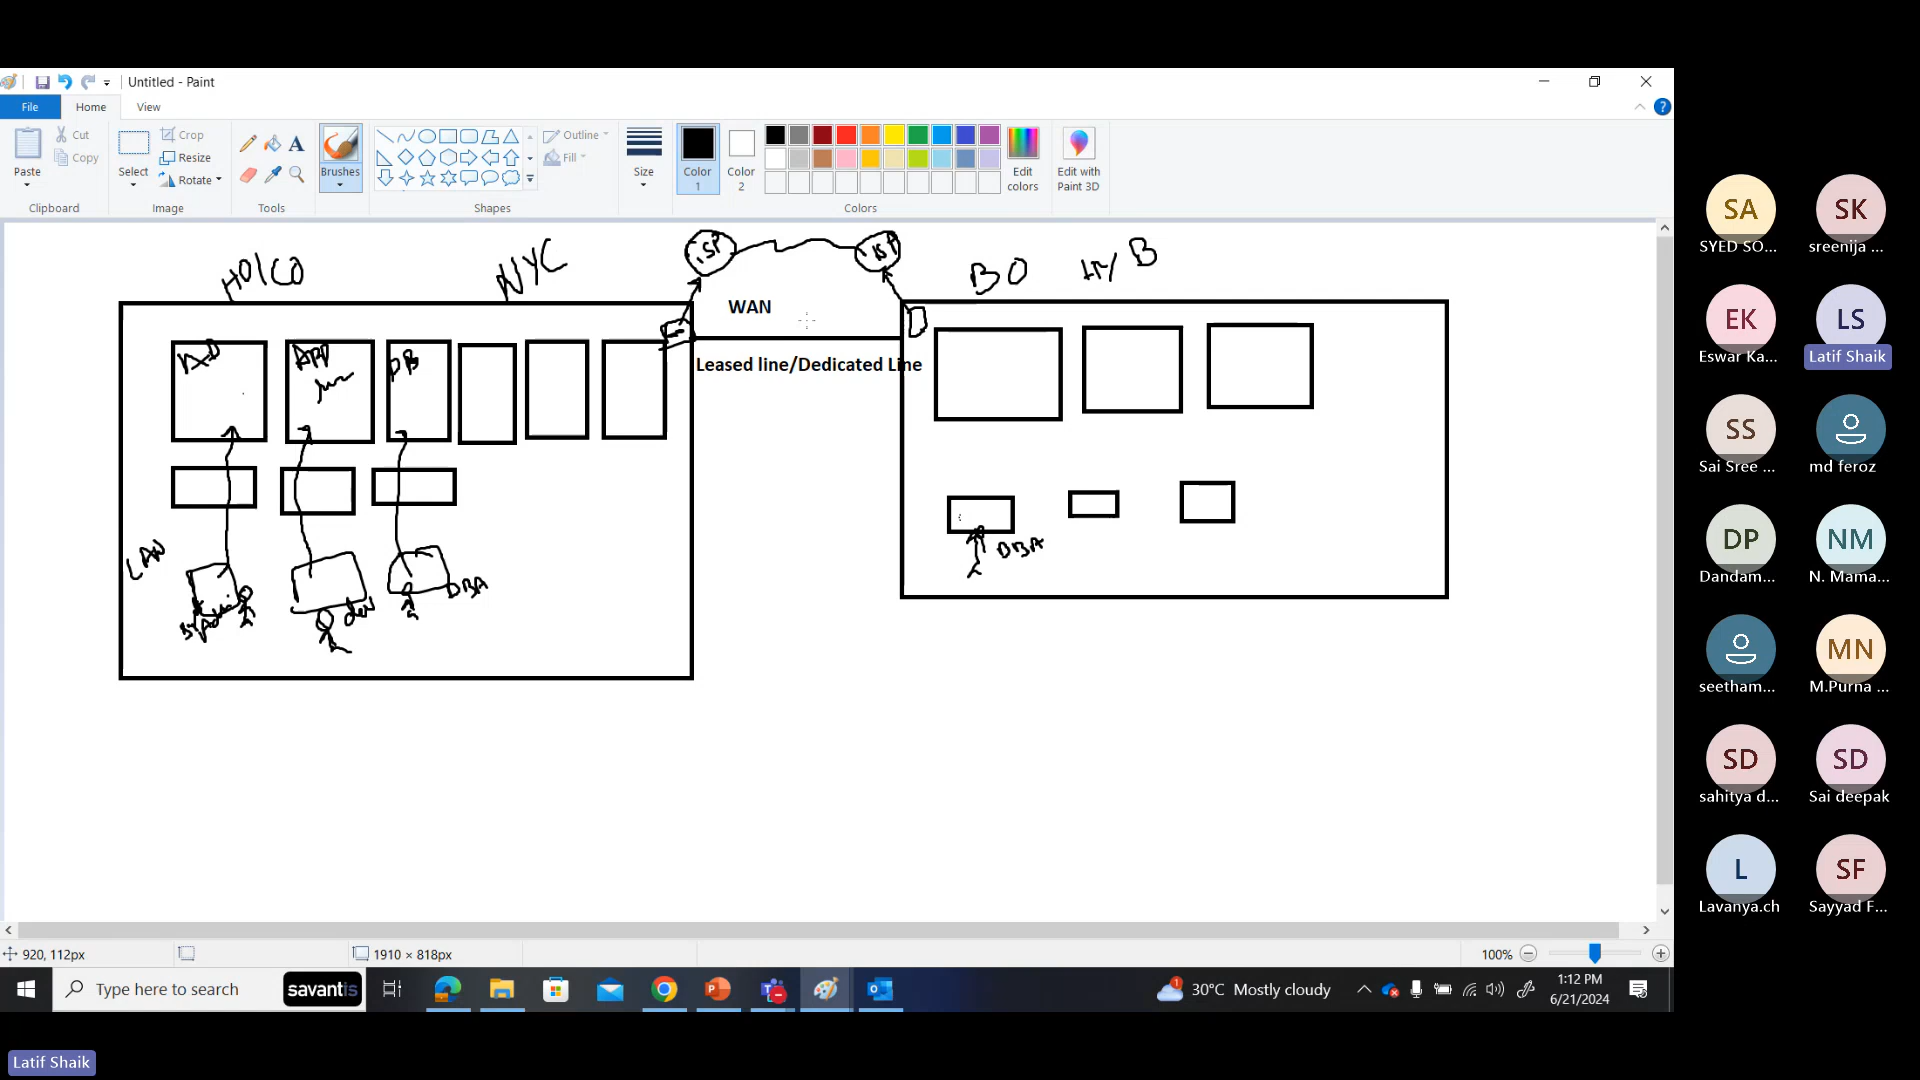 Untitled - Paint
File Home View
Paste
Cut
Copy
Clipboard
Select
Crop
Resize
Rotate
Image
Tools
Brushes
Shapes
Outline
Fill
Size
Color 1
Color 2
Edit colors
Edit with Paint 3D
Colors
HO/CO
NYC
ISP
ISP
BO
HYB
WAN
Leased line/Dedicated Line
APP
DB
LAN
dev
DBA
DBA
920, 112px
1910 × 818px
100%
Type here to search
savantis
30°C Mostly cloudy
1:12 PM
6/21/2024
SA
SYED SO...
SK
sreenija ...
EK
Eswar Ka...
LS
Latif Shaik
SS
Sai Sree ...
md feroz
DP
Dandam...
NM
N. Mama...
seetham...
MN
M.Purna ...
SD
sahitya d...
SD
Sai deepak
L
Lavanya.ch
SF
Sayyad F...
Latif Shaik